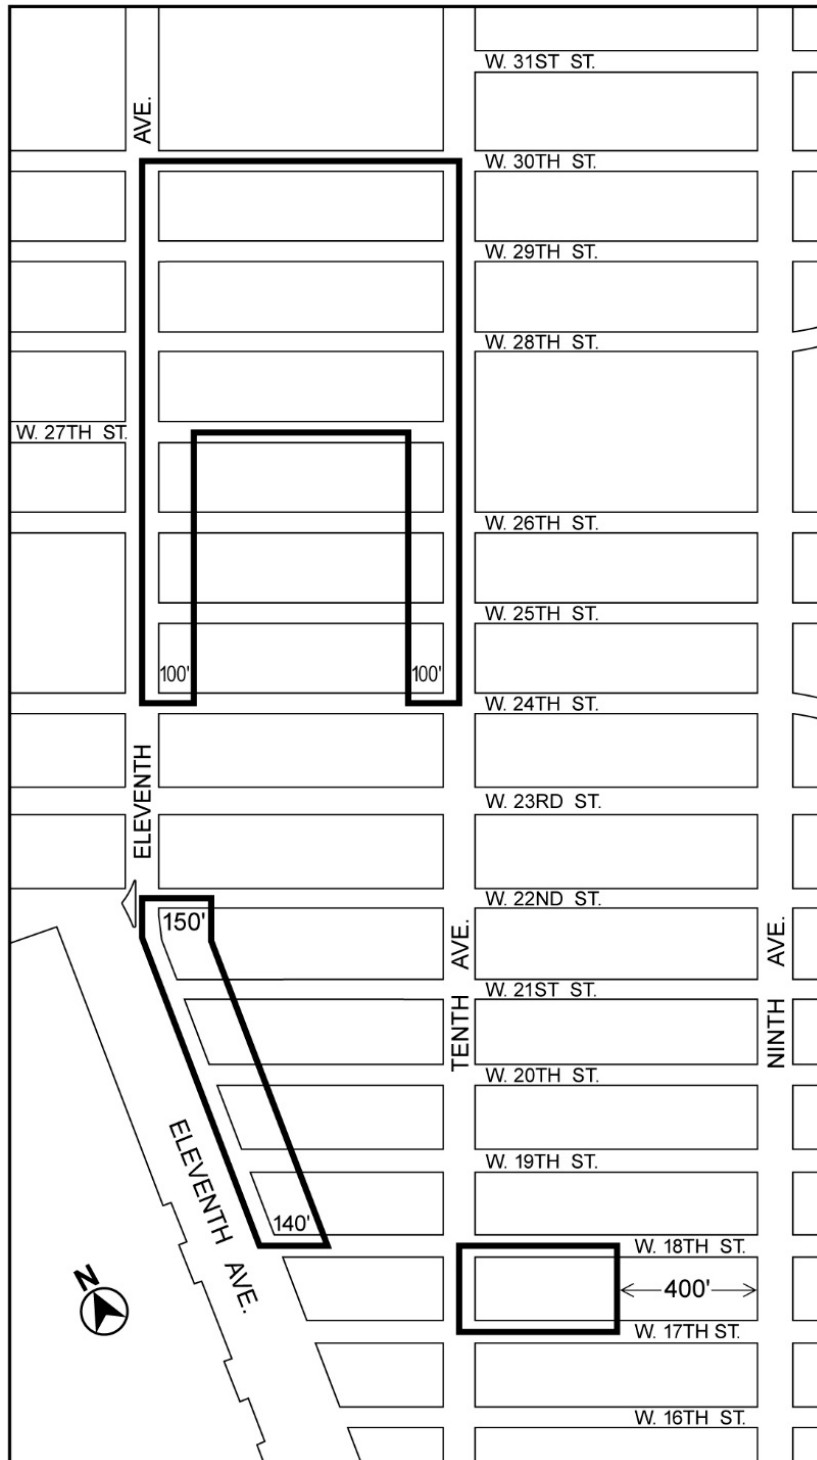 W. 31ST ST.
AVE.
W. 30TH ST.
W. 29TH ST.
W. 28TH ST.
W. 27TH ST.
W. 26TH ST.
W. 25TH ST.
100'
100'
W. 24TH ST.
ELEVENTH
W. 23RD ST.
W. 22ND ST.
150'
TENTH AVE.
NINTH AVE.
W. 21ST ST.
W. 20TH ST.
ELEVENTH AVE.
W. 19TH ST.
140'
W. 18TH ST.
N
400'
W. 17TH ST.
W. 16TH ST.